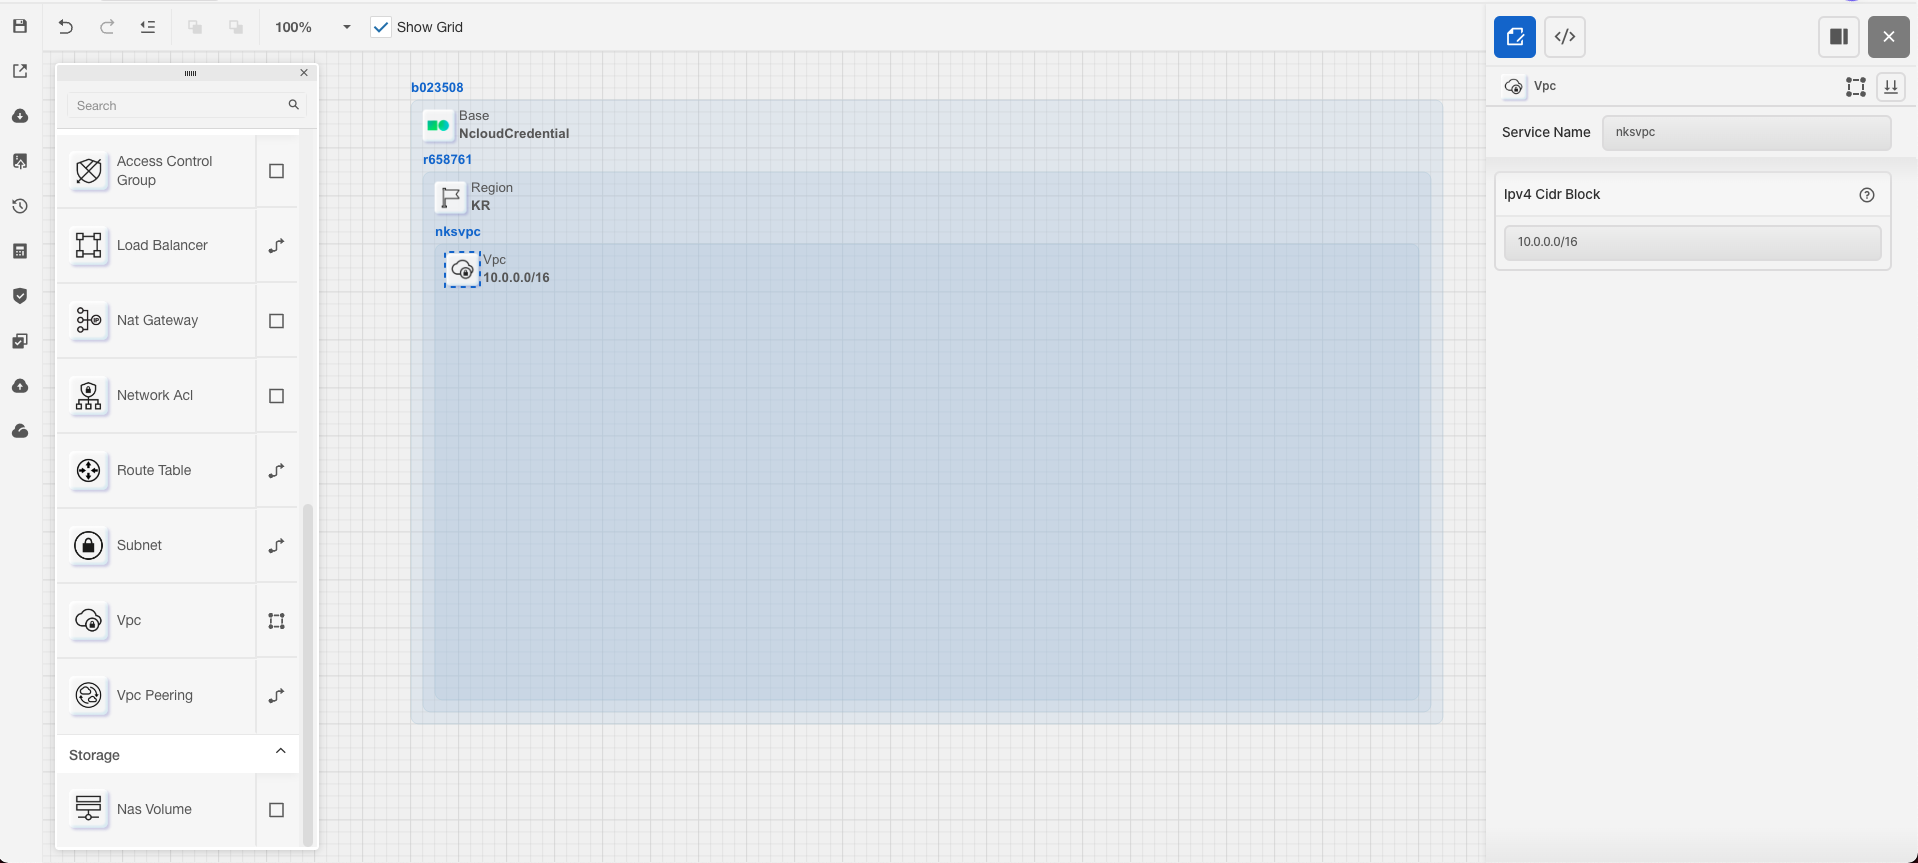 100%
Show Grid
Search
Access Control
Group
Load Balancer
Nat Gateway
Network Acl
Route Table
Subnet
Vpc
Vpc Peering
Storage
Nas Volume
b023508
Base
NcloudCredential
r658761
Region
KR
nksvpc
Vpc
10.0.0.0/16
</>
Vpc
Service Name
nksvpc
Ipv4 Cidr Block
10.0.0.0/16